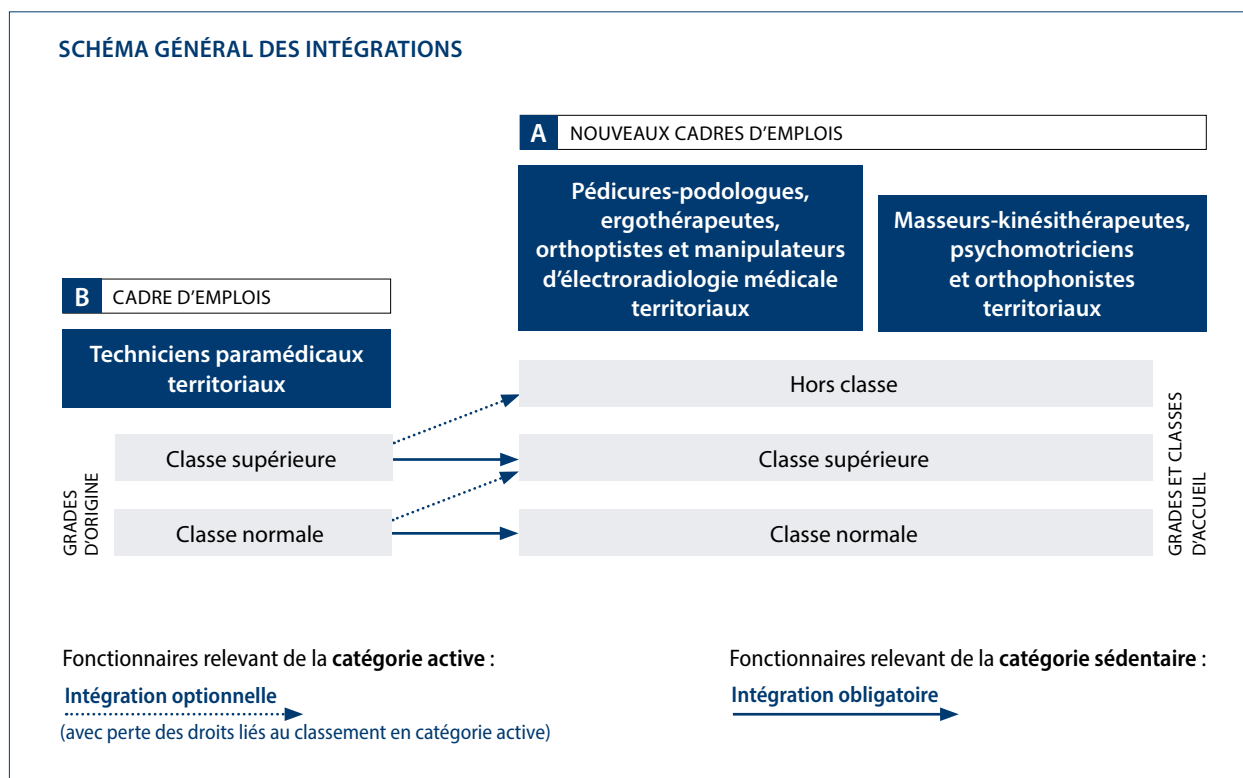 SCHÉMA GÉNÉRAL DES INTÉGRATIONS
A NOUVEAUX CADRES D'EMPLOIS
Pédicures-podologues,
ergothérapeutes,
orthoptistes et manipulateurs
d'électroradiologie médicale
territoriaux
Masseurs-kinésithérapeutes,
psychomotriciens
et orthophonistes
territoriaux
B CADRE D'EMPLOIS
Techniciens paramédicaux
territoriaux
GRADES
D'ORIGINE
Classe supérieure
Classe normale
Hors classe
Classe supérieure
Classe normale
GRADES ET CLASSES
D'ACCUEIL
Fonctionnaires relevant de la catégorie active :
Intégration optionnelle
(avec perte des droits liés au classement en catégorie active)
Fonctionnaires relevant de la catégorie sédentaire :
Intégration obligatoire